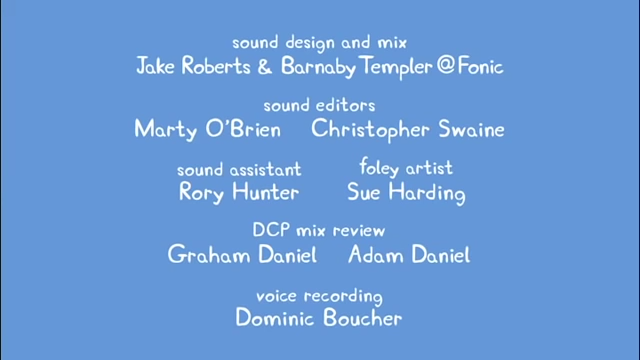 sound design and mix
Jake Roberts & Barnaby Templer @ Fonic
sound editors
Marty O'Brien Christopher Swaine
sound assistant foley artist
Rory Hunter Sue Harding
DCP mix review
Graham Daniel Adam Daniel
voice recording
Dominic Boucher